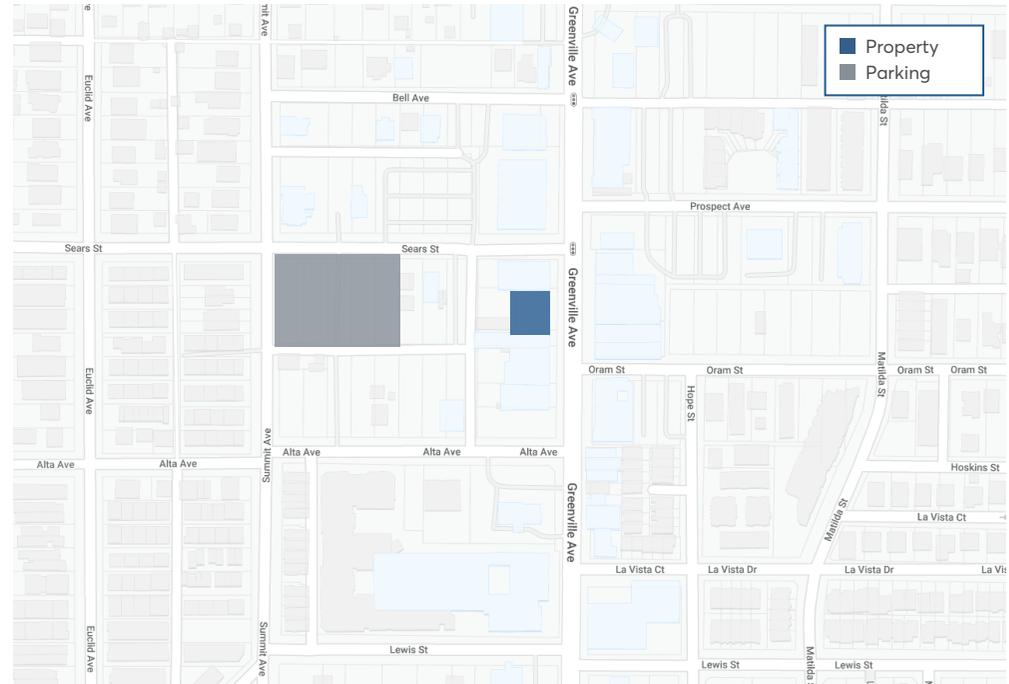 Property
Parking
Greenville Ave
Euclid Ave
Bell Ave
Prospect Ave
Sears St
Sears St
Greenville Ave
Oram St
Oram St
Oram St
Oram St
Matilda St
Euclid Ave
Hope St
Summit Ave
Alta Ave
Alta Ave
Alta Ave
Alta Ave
Alta Ave
Hoskins St
Greenville Ave
Matilda St
La Vista Ct
La Vista Ct
La Vista Dr
La Vista Dr
Euclid Ave
Summit Ave
Lewis St
Lewis St
Lewis St
Matilda St